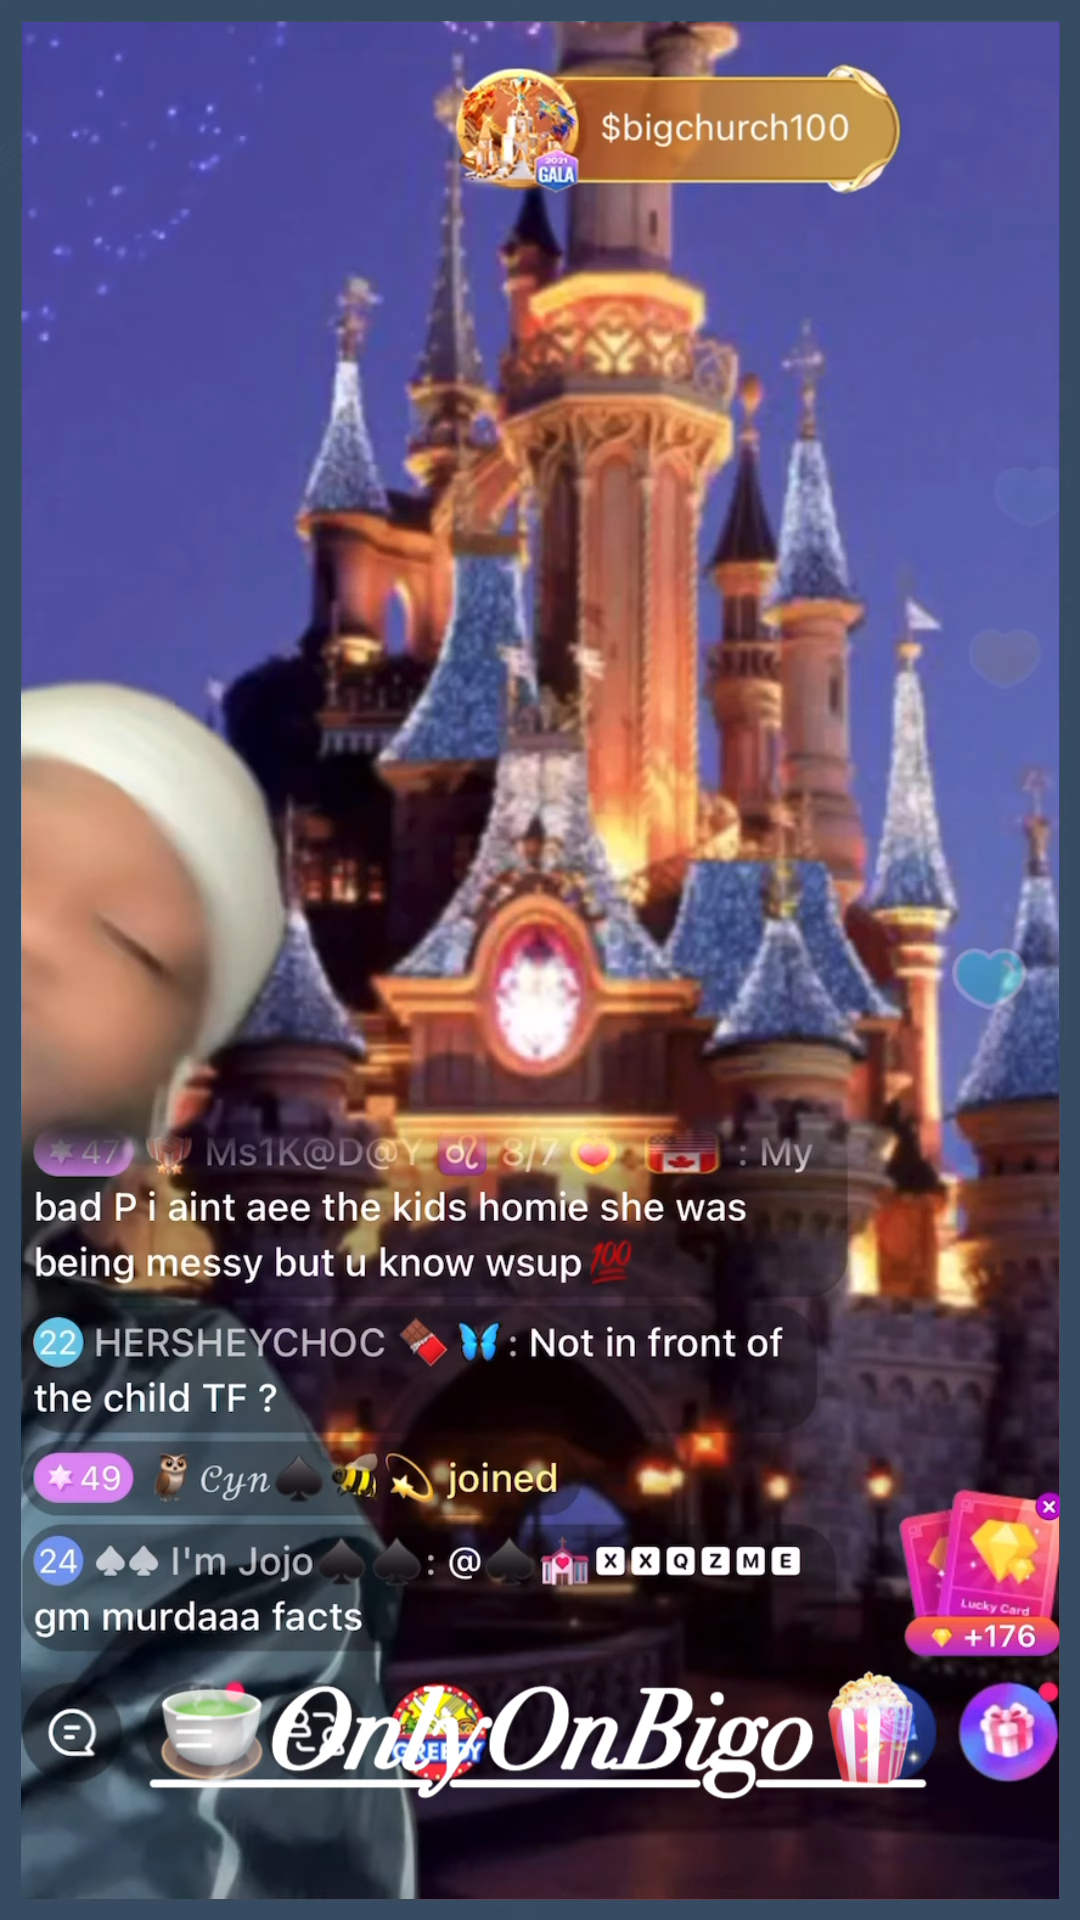 $bigchurch100
2021
GALA
47 Ms1K@D@Y ♌ 8/7 : My
bad P i aint aee the kids homie she was
being messy but u know wsup 💯
22 HERSHEYCHOC 🍫 🦋 : Not in front of
the child TF ?
49 🦉 𝒞𝓎𝓃 ♠️ 🐝 💫 joined
24 ♠♠ I'm Jojo ♠️ ♠️ : @♠️ 💒 🆇🆇🆀🆉🅼🅴
gm murdaaa facts
Lucky Card
+176
GREEDY
OnlyOnBigo